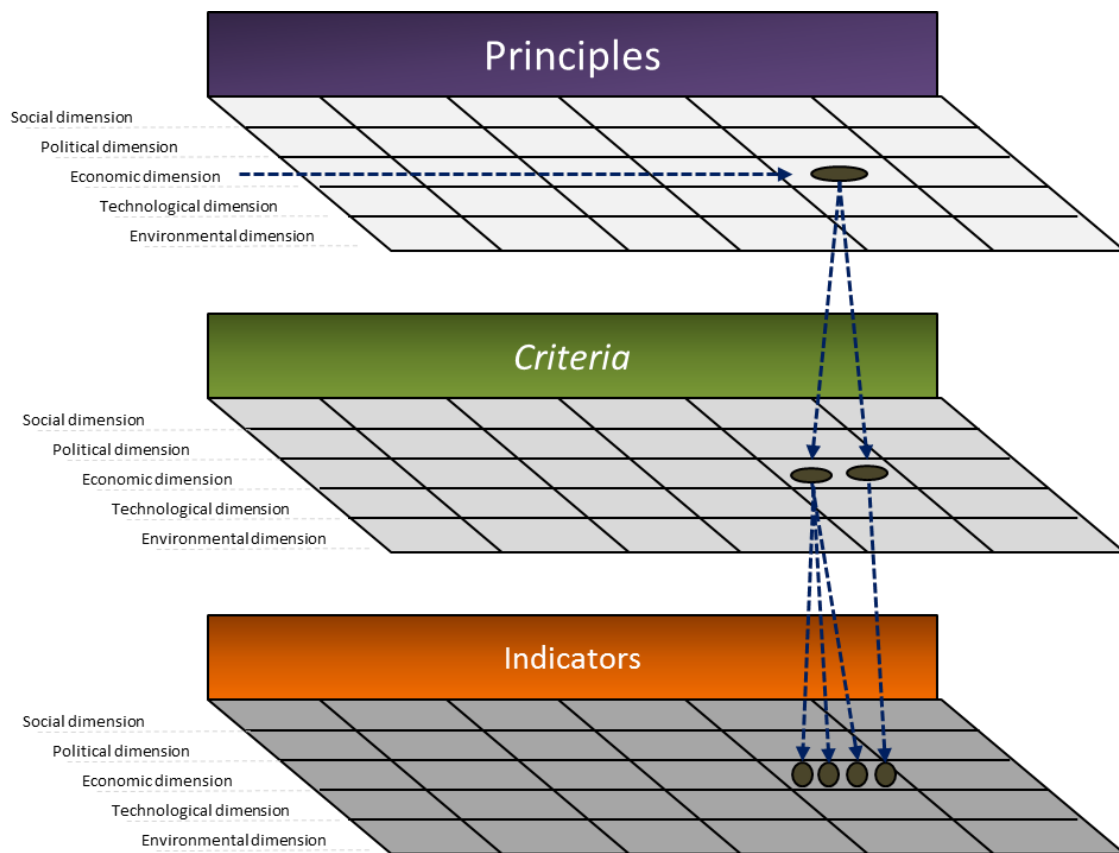 Principles
Social dimension
Political dimension
Economic dimension
Technological dimension
Environmental dimension
Criteria
Social dimension
Political dimension
Economic dimension
Technological dimension
Environmental dimension
Indicators
Social dimension
Political dimension
Economic dimension
Technological dimension
Environmental dimension